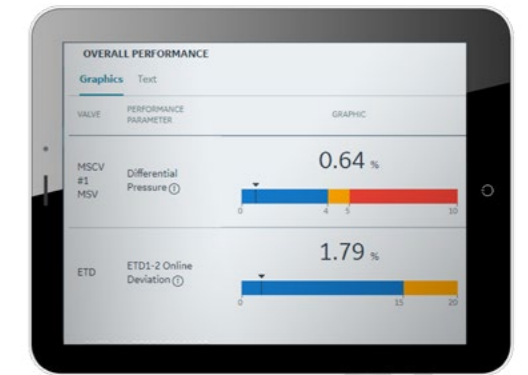 OVERALL PERFORMANCE
Graphics Text
VALVE PERFORMANCE PARAMETER GRAPHIC
MSCV #1 MSV
Differential Pressure
0.64 %
0 4 5 10
ETD
ETD1-2 Online Deviation
1.79 %
0 15 20